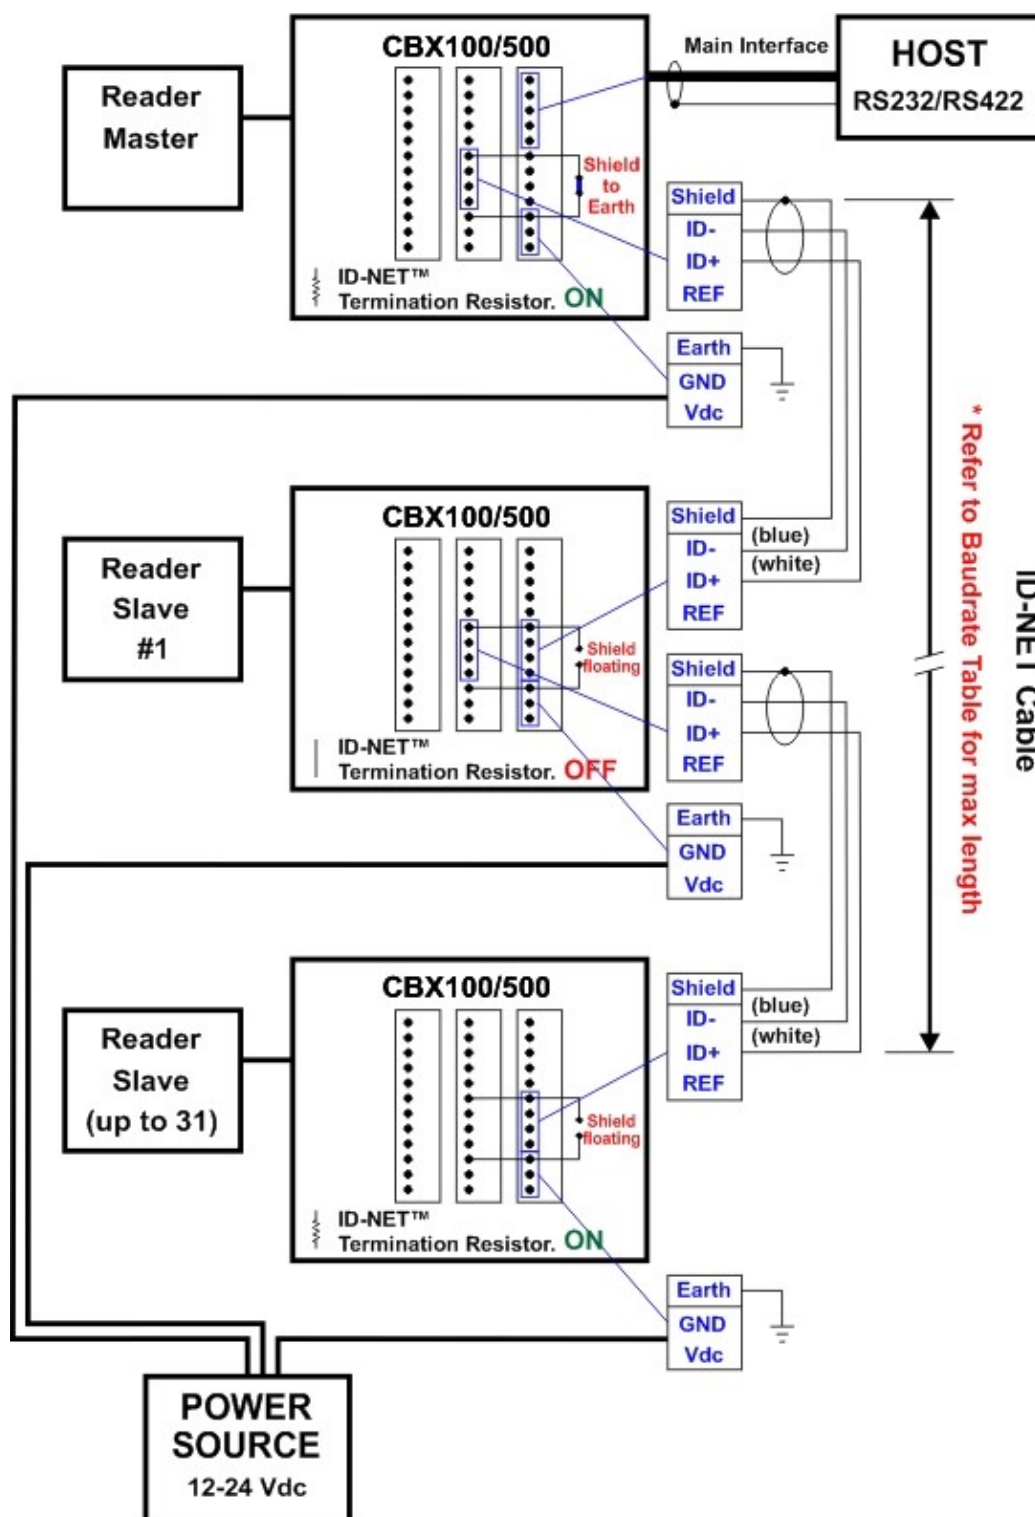 CBX100/500
Main Interface
HOST
RS232/RS422
Reader
Master
Shield
to
Earth
ID-NET™
Termination Resistor. ON
Shield
ID-
ID+
REF
Earth
GND
Vdc
CBX100/500
Reader
Slave
#1
Shield
floating
ID-NET™
Termination Resistor. OFF
Shield
ID- (blue)
ID+ (white)
REF
Shield
ID-
ID+
REF
Earth
GND
Vdc
* Refer to Baudrate Table for max length
ID-NET Cable
CBX100/500
Reader
Slave
(up to 31)
Shield
floating
ID-NET™
Termination Resistor. ON
Shield
ID- (blue)
ID+ (white)
REF
Earth
GND
Vdc
POWER
SOURCE
12-24 Vdc